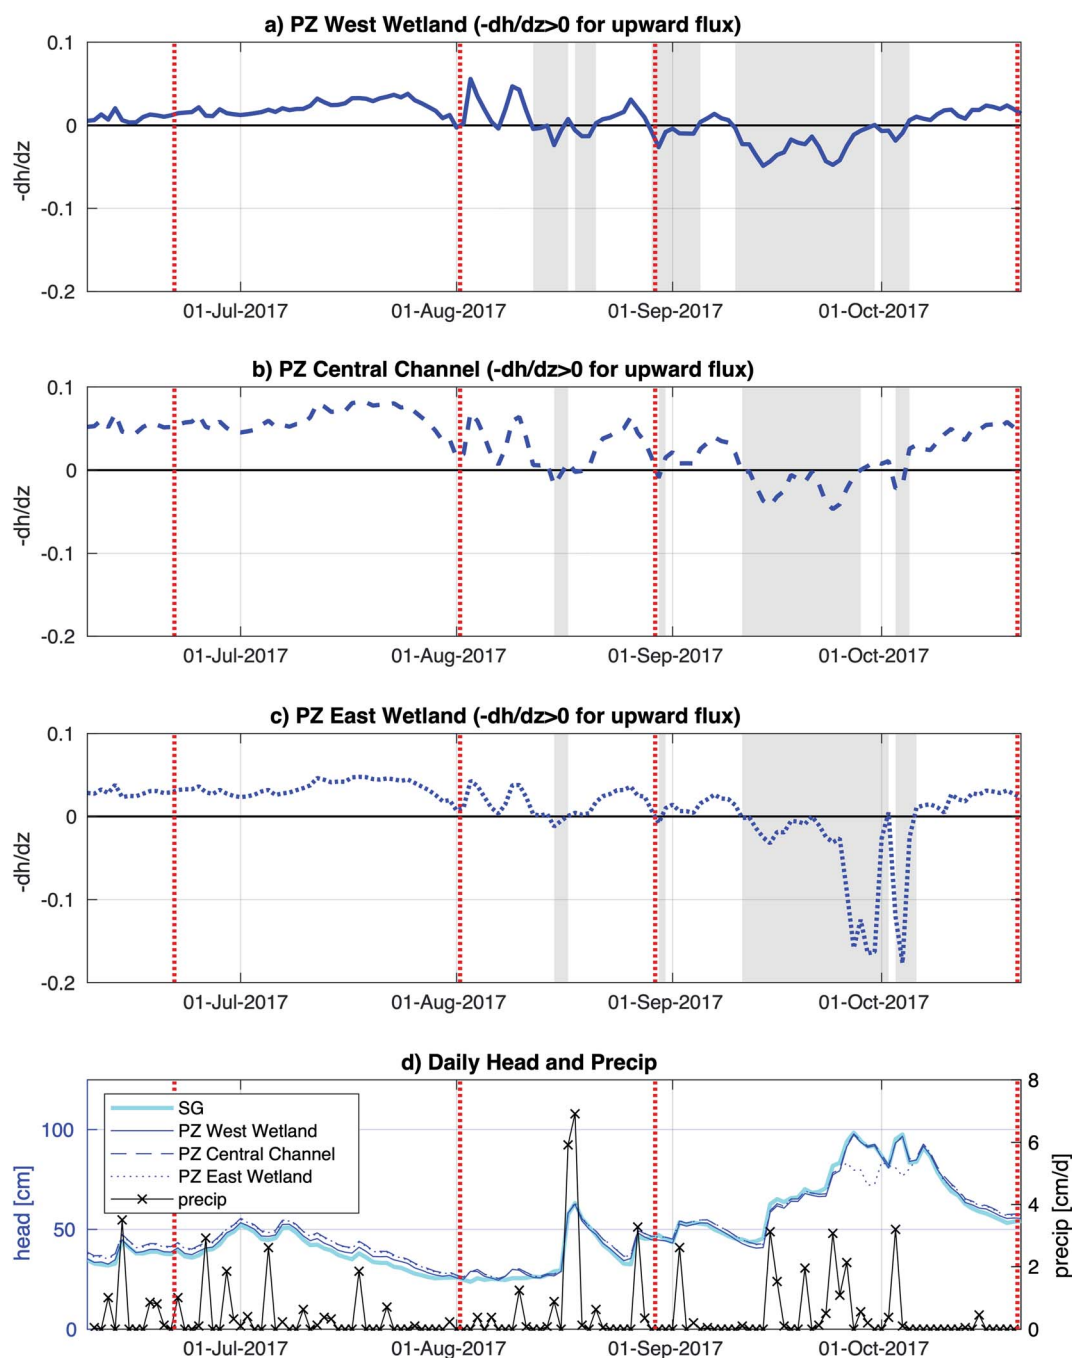 a) PZ West Wetland (-dh/dz>0 for upward flux)
0.1
0
-0.1
-0.2
-dh/dz
01-Jul-2017 01-Aug-2017 01-Sep-2017 01-Oct-2017
b) PZ Central Channel (-dh/dz>0 for upward flux)
0.1
0
-0.1
-0.2
-dh/dz
01-Jul-2017 01-Aug-2017 01-Sep-2017 01-Oct-2017
c) PZ East Wetland (-dh/dz>0 for upward flux)
0.1
0
-0.1
-0.2
-dh/dz
01-Jul-2017 01-Aug-2017 01-Sep-2017 01-Oct-2017
d) Daily Head and Precip
100
50
0
head [cm]
SG
PZ West Wetland
PZ Central Channel
PZ East Wetland
precip
8
6
4
2
0
precip [cm/d]
01-Jul-2017 01-Aug-2017 01-Sep-2017 01-Oct-2017